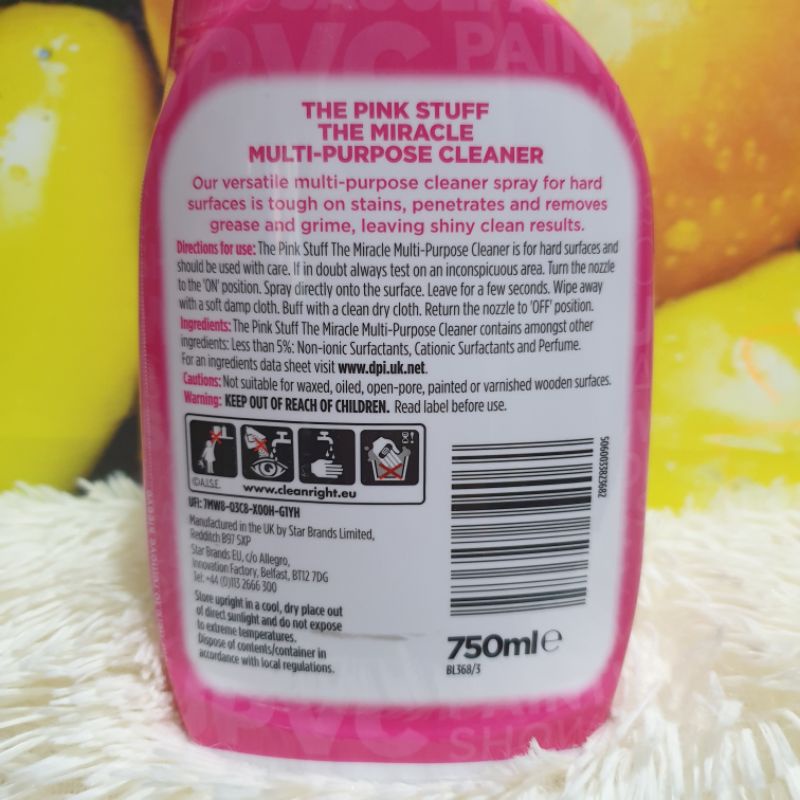 PVC
PAIN
THE PINK STUFF
THE MIRACLE
MULTI-PURPOSE CLEANER
Our versatile multi-purpose cleaner spray for hard
surfaces is tough on stains, penetrates and removes
grease and grime, leaving shiny clean results.
Directions for use: The Pink Stuff The Miracle Multi-Purpose Cleaner is for hard surfaces and
should be used with care. If in doubt always test on an inconspicuous area. Turn the nozzle
to the 'ON' position. Spray directly onto the surface. Leave for a few seconds. Wipe away
with a soft damp cloth. Buff with a clean dry cloth. Return the nozzle to 'OFF' position.
Ingredients: The Pink Stuff The Miracle Multi-Purpose Cleaner contains amongst other
ingredients: Less than 5%: Non-ionic Surfactants, Cationic Surfactants and Perfume.
For an ingredients data sheet visit www.dpi.uk.net.
Cautions: Not suitable for waxed, oiled, open-pore, painted or varnished wooden surfaces.
Warning: KEEP OUT OF REACH OF CHILDREN. Read label before use.
©A.I.S.E.
www.cleanright.eu
UFI: 7MW8-Q3C8-X00H-G1YH
Manufactured in the UK by Star Brands Limited,
Redditch B97 5XP
Star Brands EU, c/o Allegro,
Innovation Factory, Belfast, BT12 7DG
Tel: +44 (0)113 2666 300
Store upright in a cool, dry place out
of direct sunlight and do not expose
to extreme temperatures.
Dispose of contents/container in
accordance with local regulations.
5060033823682
750ml e
BL368/3
PVC
PAIN
SHOW